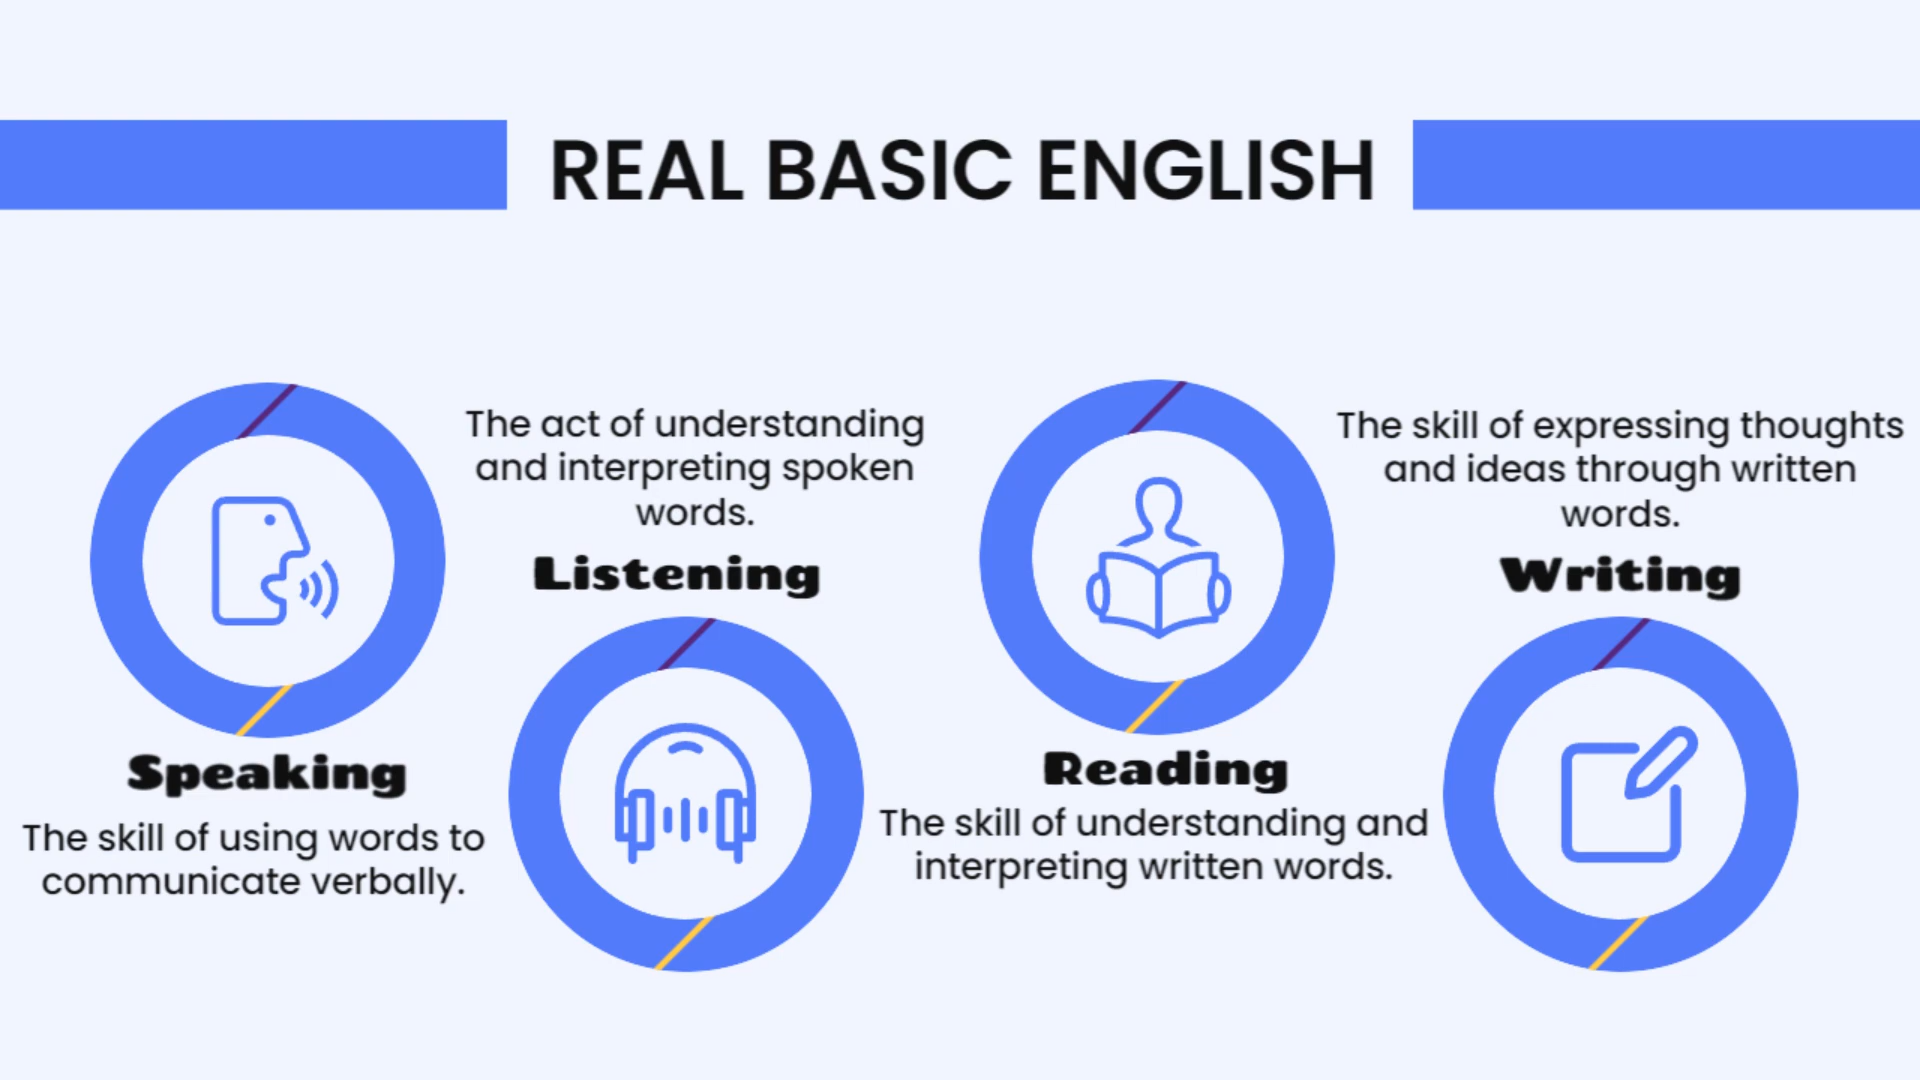 REAL BASIC ENGLISH
Speaking
The skill of using words to
communicate verbally.
The act of understanding
and interpreting spoken
words.
Listening
Reading
The skill of understanding and
interpreting written words.
The skill of expressing thoughts
and ideas through written
words.
Writing